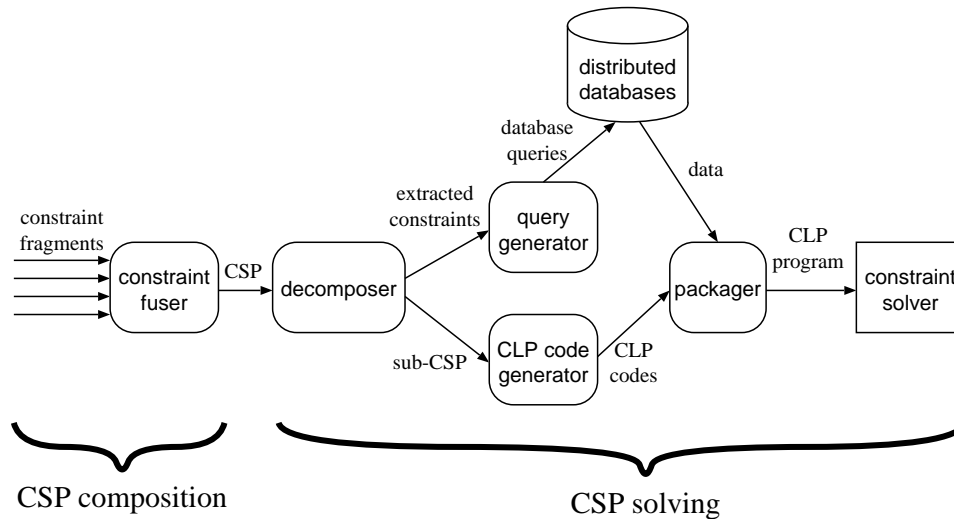 distributed
databases
database
queries
data
extracted
constraints
query
generator
constraint
fragments
constraint
fuser
CSP
decomposer
packager
CLP
program
constraint
solver
sub-CSP
CLP code
generator
CLP
codes
CSP composition
CSP solving